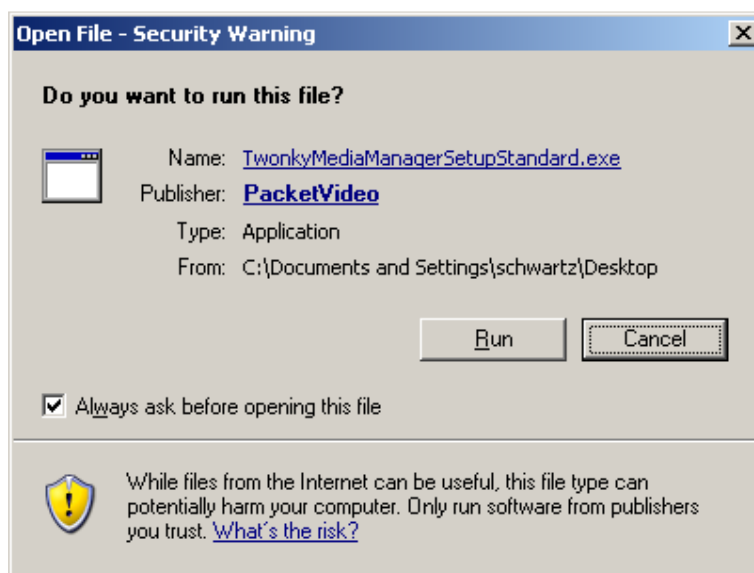 Open File - Security Warning
Do you want to run this file?
Name: TwonkyMediaManagerSetupStandard.exe
Publisher: PacketVideo
Type: Application
From: C:\Documents and Settings\schwartz\Desktop
Run Cancel
Always ask before opening this file
While files from the Internet can be useful, this file type can
potentially harm your computer. Only run software from publishers
you trust. What's the risk?